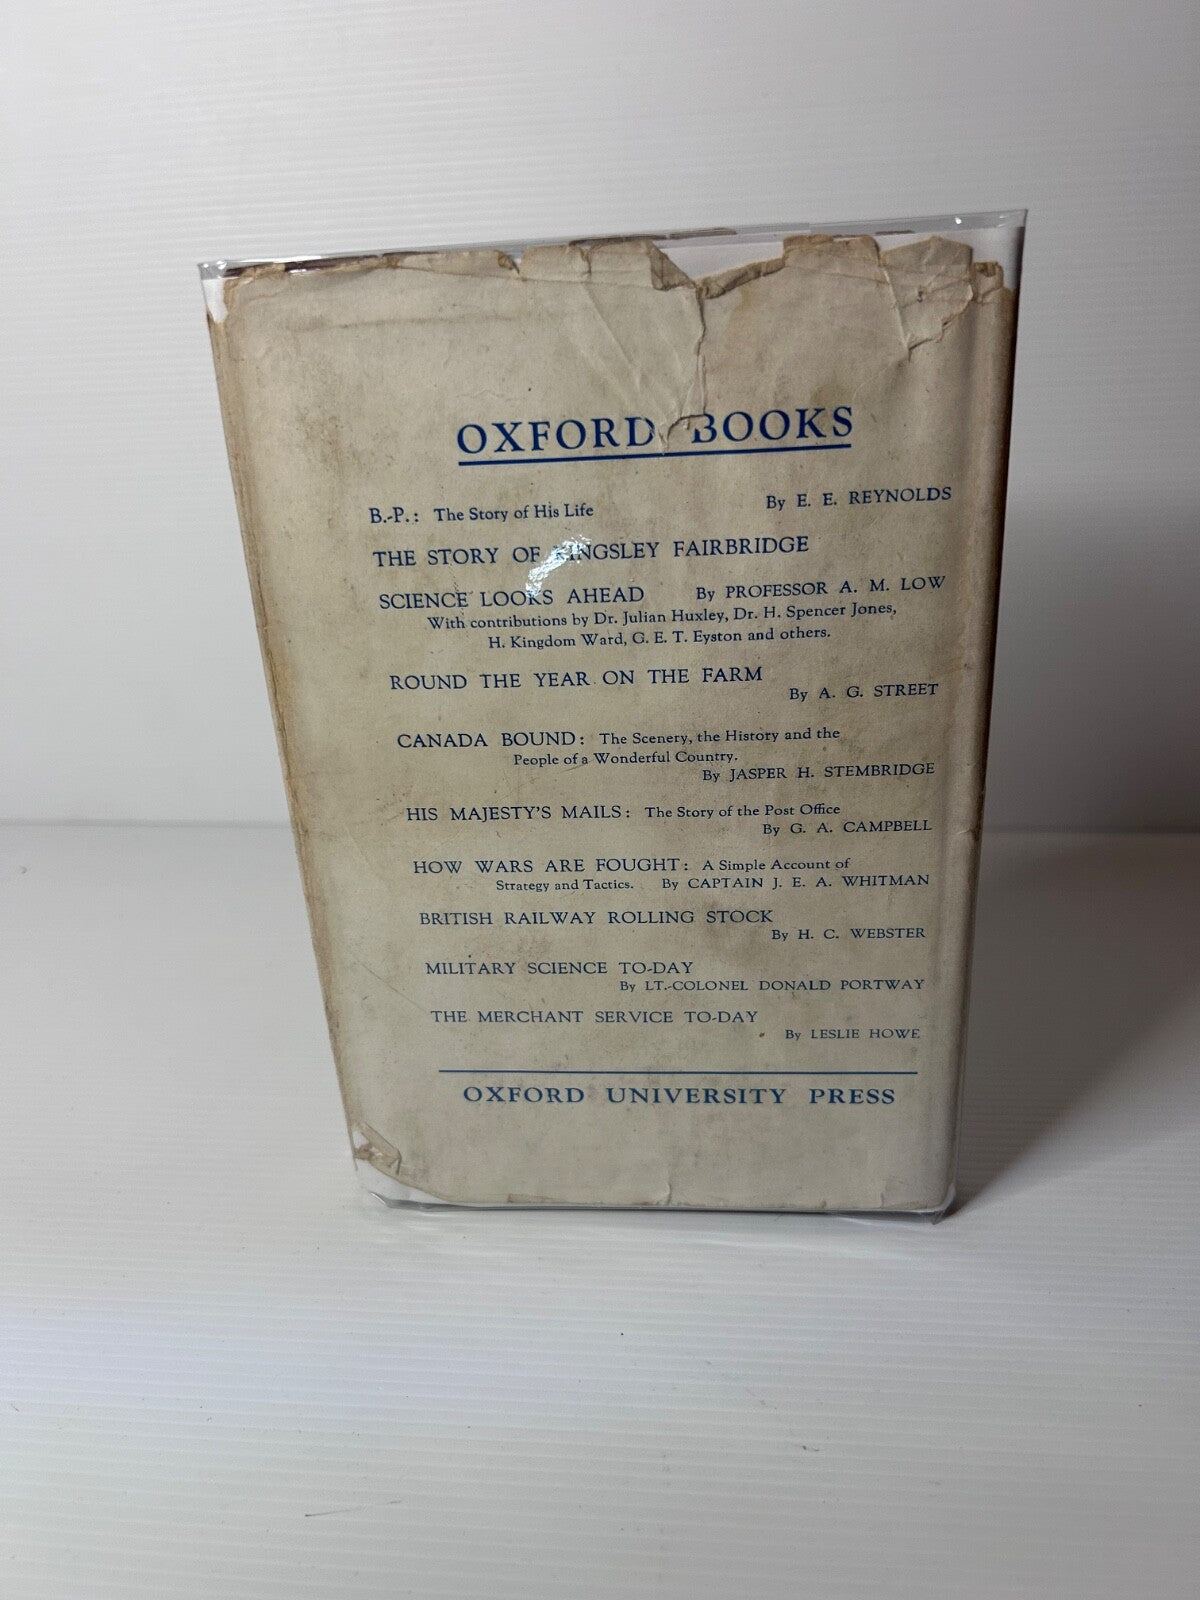 OXFORD BOOKS
B.-P.: The Story of His Life By E. E. REYNOLDS
THE STORY OF KINGSLEY FAIRBRIDGE
SCIENCE LOOKS AHEAD By PROFESSOR A. M. LOW
With contributions by Dr. Julian Huxley, Dr. H. Spencer Jones,
H. Kingdom Ward, G. E. T. Eyston and others.
ROUND THE YEAR ON THE FARM
By A. G. STREET
CANADA BOUND: The Scenery, the History and the
People of a Wonderful Country.
By JASPER H. STEMBRIDGE
HIS MAJESTY'S MAILS: The Story of the Post Office
By G. A. CAMPBELL
HOW WARS ARE FOUGHT: A Simple Account of
Strategy and Tactics. By CAPTAIN J. E. A. WHITMAN
BRITISH RAILWAY ROLLING STOCK
By H. C. WEBSTER
MILITARY SCIENCE TO-DAY
By LT.-COLONEL DONALD PORTWAY
THE MERCHANT SERVICE TO-DAY
By LESLIE HOWE
OXFORD UNIVERSITY PRESS